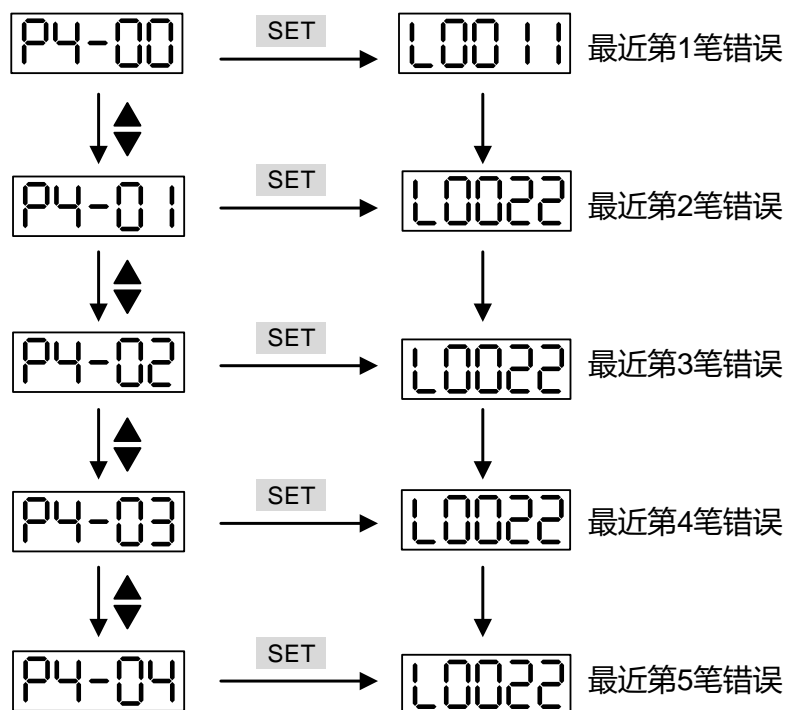 P4-00 SET L0011 最近第1笔错误
P4-01 SET L0022 最近第2笔错误
P4-02 SET L0022 最近第3笔错误
P4-03 SET L0022 最近第4笔错误
P4-04 SET L0022 最近第5笔错误